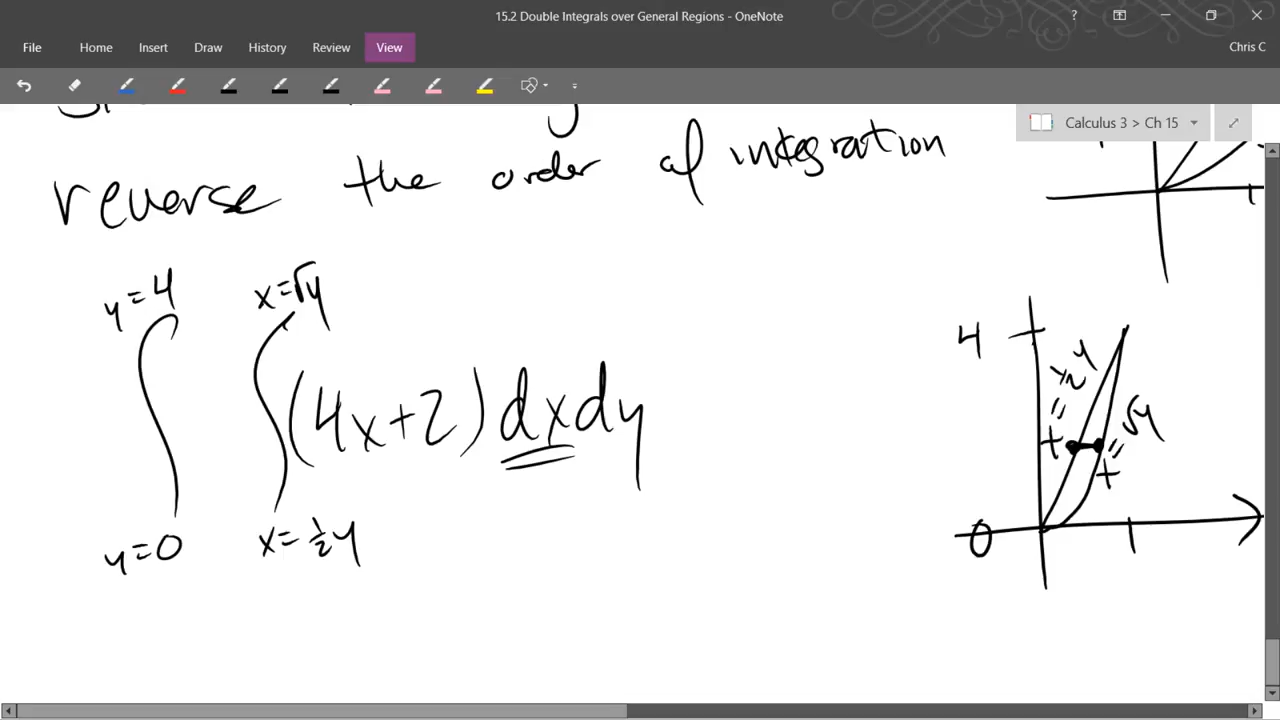 15.2 Double Integrals over General Regions - OneNote
?
Chris C
File Home Insert Draw History Review View
Calculus 3 > Ch 15
reverse the order of integration
y=4 x=√y
(4x+2) dxdy
y=0 x=½y
4
x=½y
x=√y
0